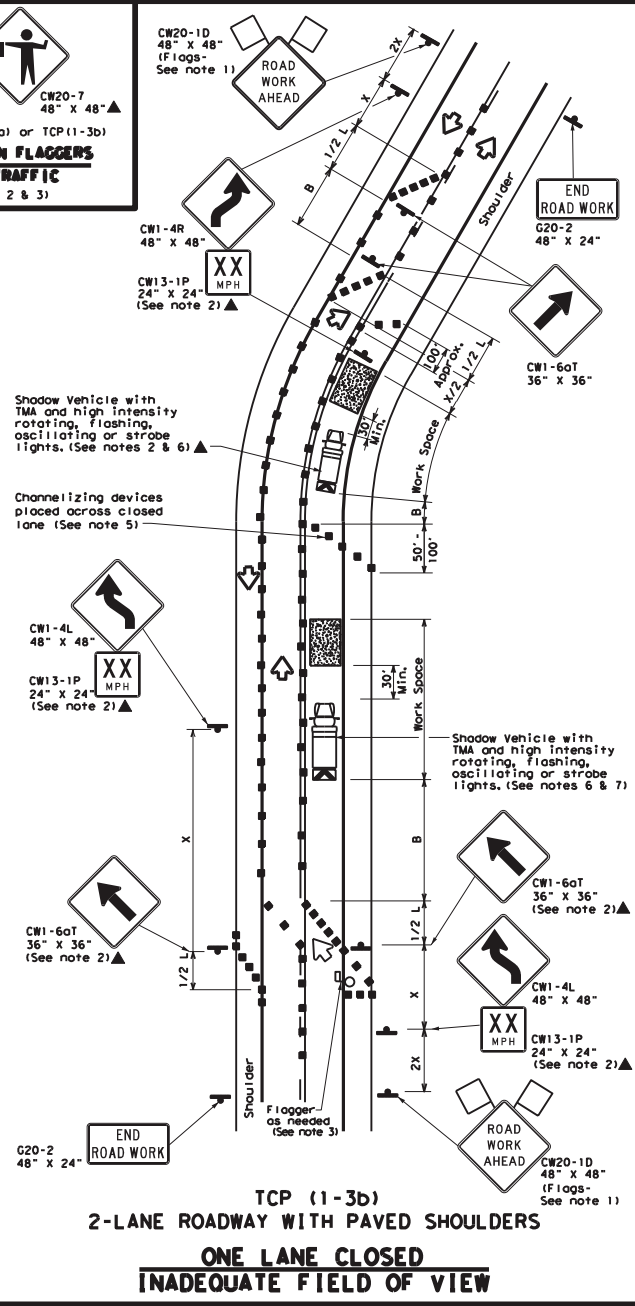 CW20-7
48" X 48" ▲
a) or TCP(1-3b)
N FLAGGERS
RAFFIC
2 & 3)
CW20-1D
48" X 48"
(Flags-
See note 1)
ROAD
WORK
AHEAD
2X
X
1/2 L
B
CW1-4R
48" X 48"
XX
MPH
CW13-1P
24" X 24"
(See note 2) ▲
Shoulder
END
ROAD WORK
G20-2
48" X 24"
CW1-6aT
36" X 36"
100'
Approx.
1/2 L
X/2
30'
Min.
Work Space
B
50'-
100'
Shadow Vehicle with
TMA and high intensity
rotating, flashing,
oscillating or strobe
lights. (See notes 2 & 6) ▲
Channelizing devices
placed across closed
lane (See note 5)
CW1-4L
48" X 48"
XX
MPH
CW13-1P
24" X 24"
(See note 2) ▲
30'
Min.
Work Space
Shadow Vehicle with
TMA and high intensity
rotating, flashing,
oscillating or strobe
lights. (See notes 6 & 7)
X
B
CW1-6aT
36" X 36"
(See note 2) ▲
1/2 L
CW1-6aT
36" X 36"
(See note 2) ▲
1/2 L
X
CW1-4L
48" X 48"
XX
MPH
CW13-1P
24" X 24"
(See note 2) ▲
2X
Shoulder
Flagger
as needed
(See note 3)
END
ROAD WORK
G20-2
48" X 24"
ROAD
WORK
AHEAD
CW20-1D
48" X 48"
(Flags-
See note 1)
TCP (1-3b)
2-LANE ROADWAY WITH PAVED SHOULDERS
ONE LANE CLOSED
INADEQUATE FIELD OF VIEW